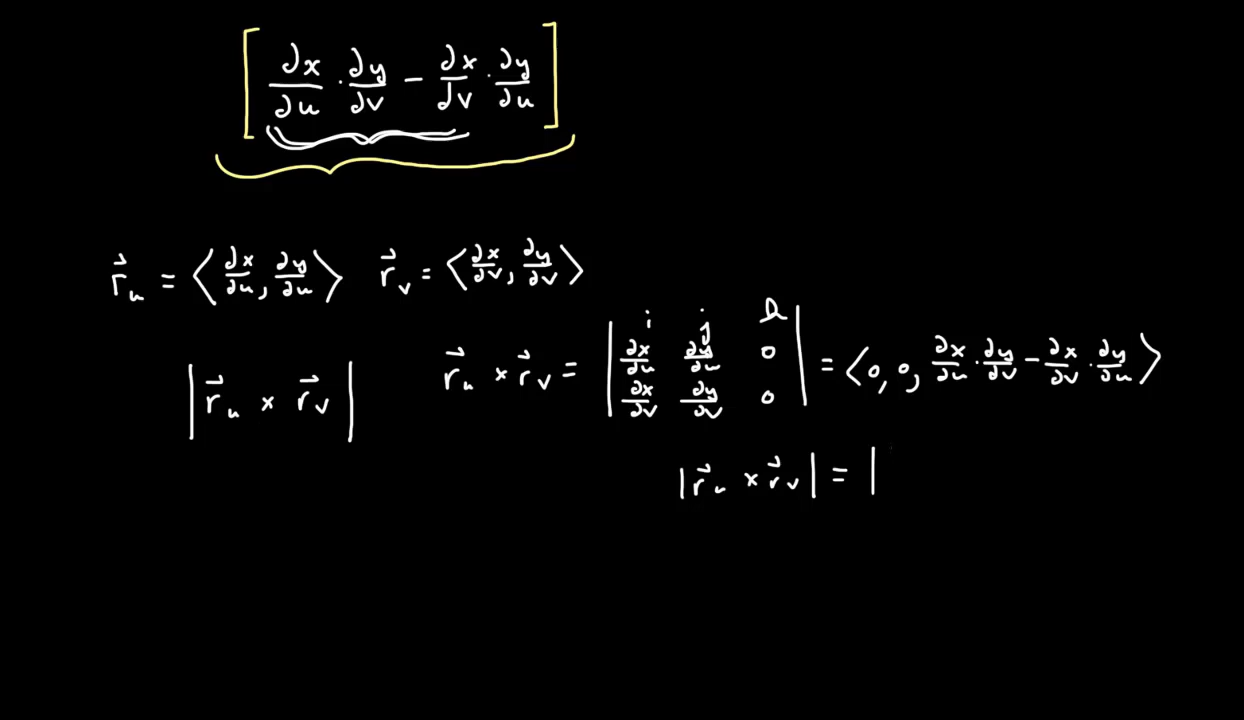 [∂x/∂u · ∂y/∂v − ∂x/∂v · ∂y/∂u]
r⃗ᵤ = ⟨∂x/∂u, ∂y/∂u⟩ r⃗ᵥ = ⟨∂x/∂v, ∂y/∂v⟩
|r⃗ᵤ × r⃗ᵥ|
r⃗ᵤ × r⃗ᵥ = | i j k ; ∂x/∂u ∂y/∂u 0 ; ∂x/∂v ∂y/∂v 0 | = ⟨0, 0, ∂x/∂u · ∂y/∂v − ∂x/∂v · ∂y/∂u⟩
|r⃗ᵤ × r⃗ᵥ| = |